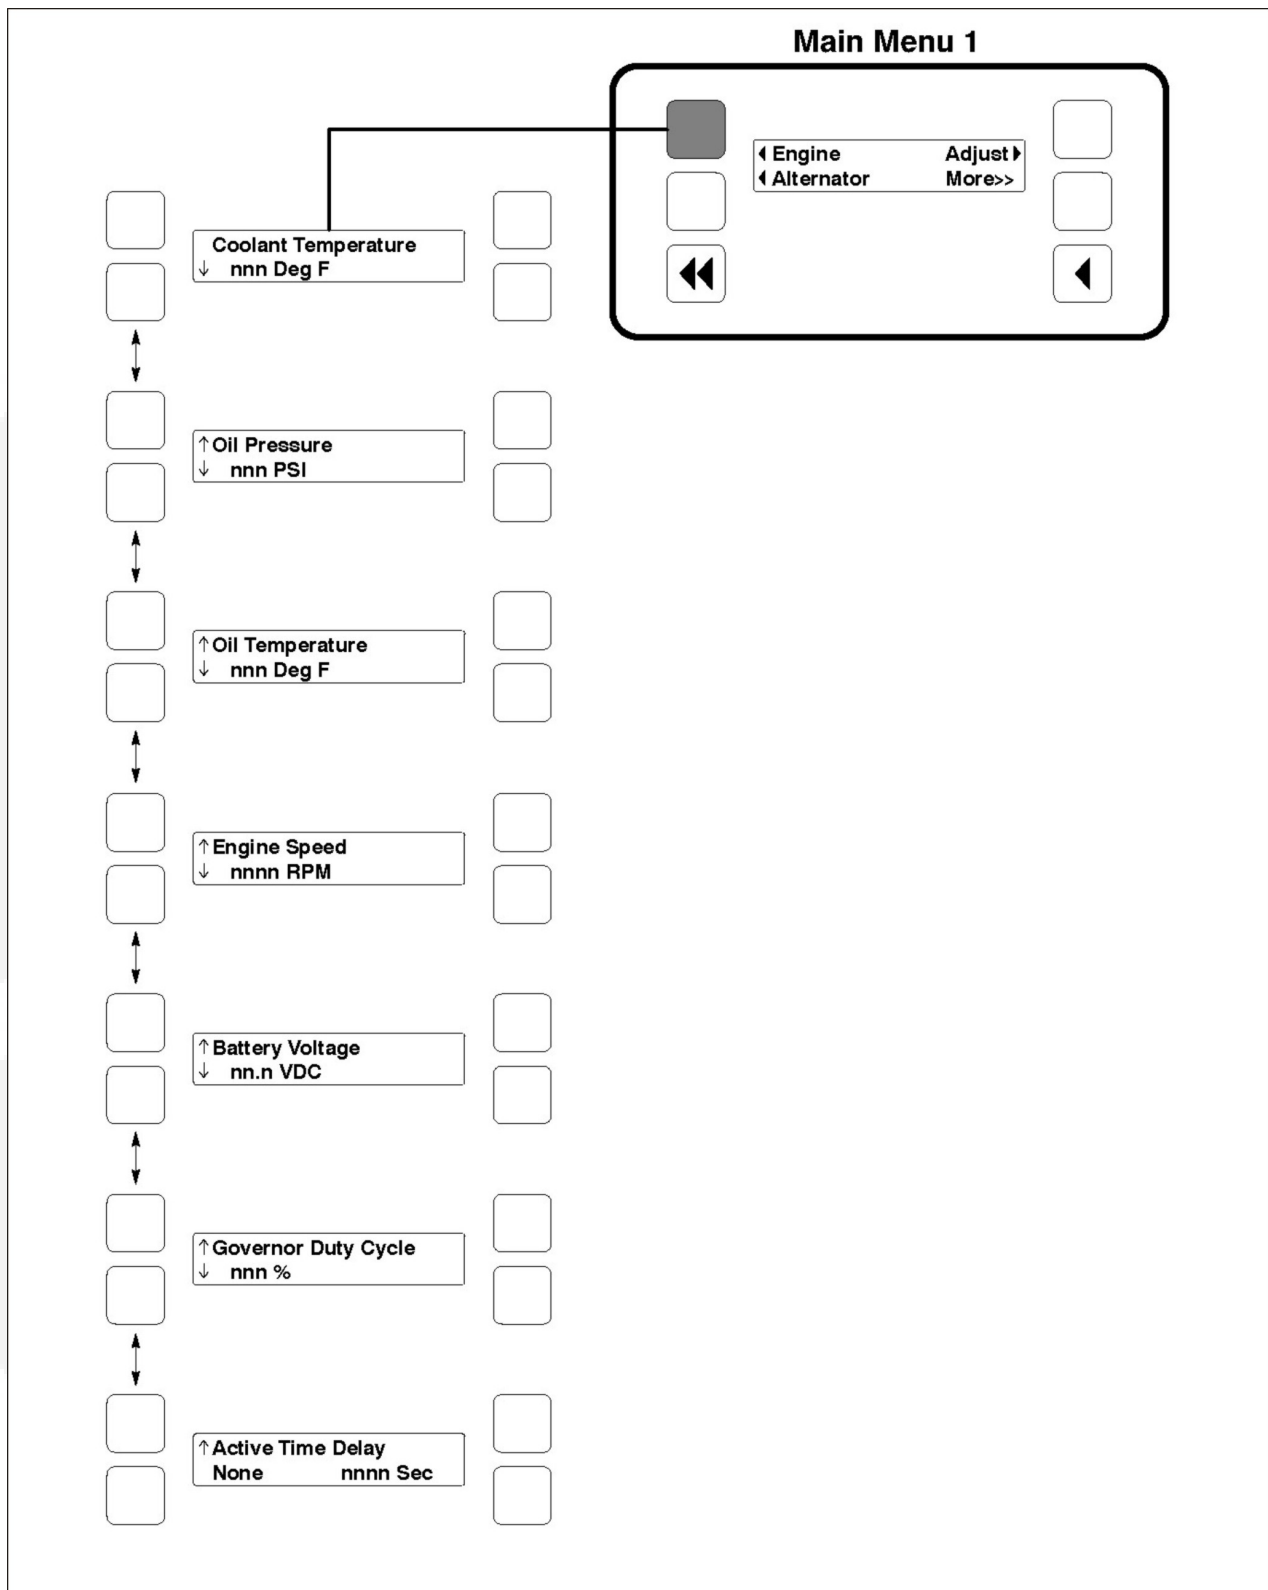 Main Menu 1
Engine Adjust
Alternator More>>
Coolant Temperature
↓ nnn Deg F
↑ Oil Pressure
↓ nnn PSI
↑ Oil Temperature
↓ nnn Deg F
↑ Engine Speed
↓ nnnn RPM
↑ Battery Voltage
↓ nn.n VDC
↑ Governor Duty Cycle
↓ nnn %
↑ Active Time Delay
None nnnn Sec